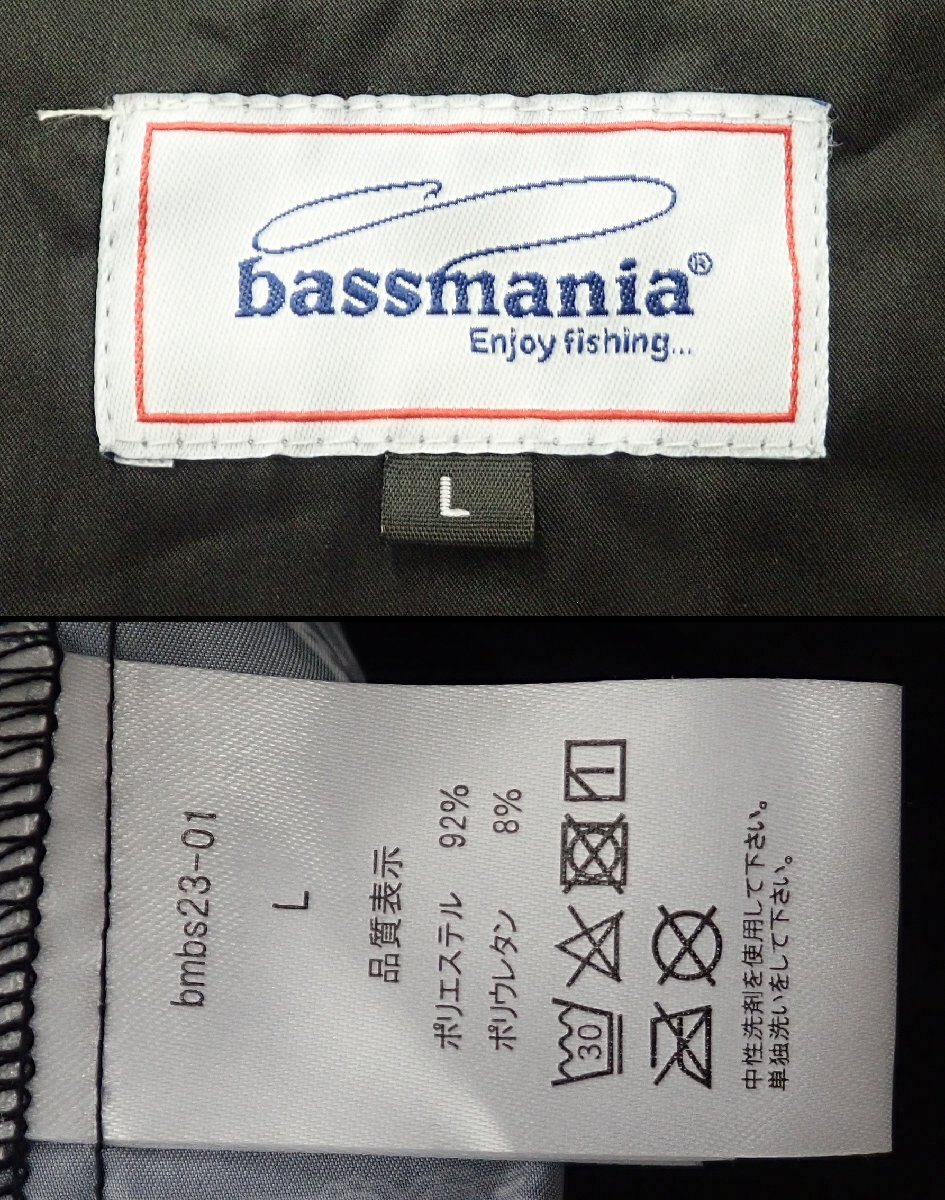 bassmania®
Enjoy fishing...
L
bmbs23-01
L
品質表示
ポリエステル 92%
ポリウレタン 8%
30
中性洗剤を使用して下さい。
単独洗いをして下さい。